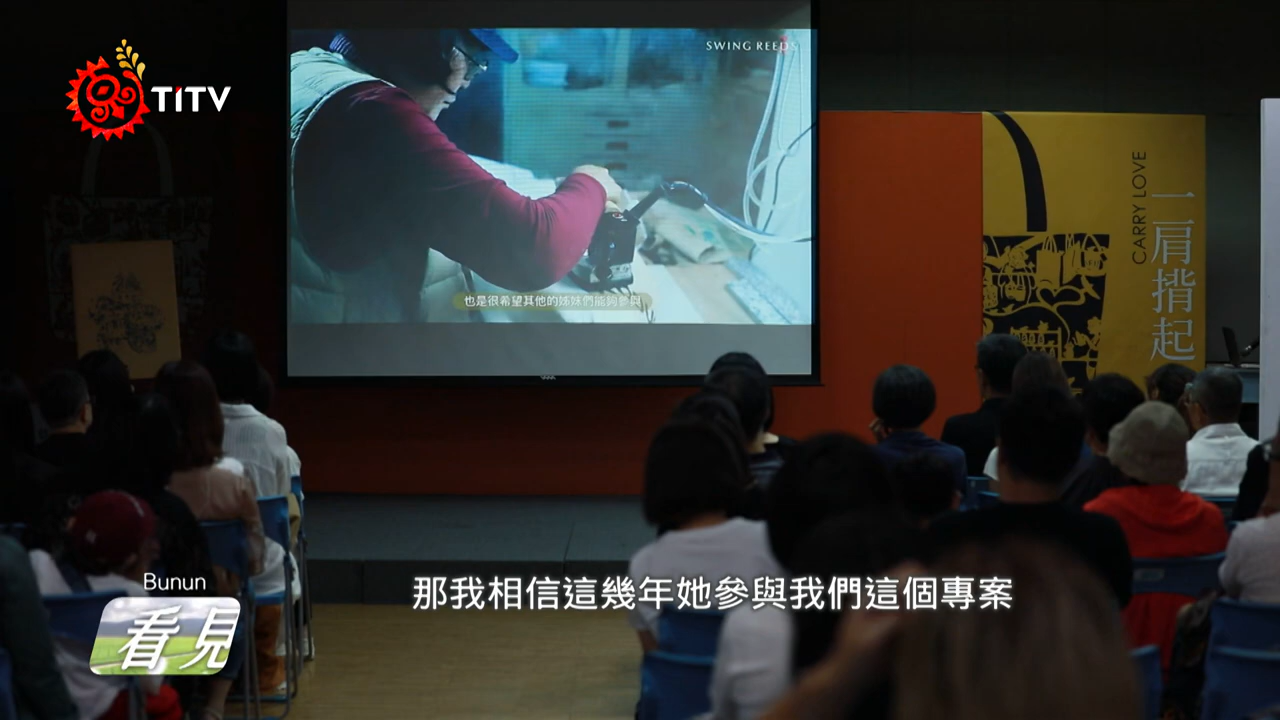 TITV
SWING REEDS
也是很希望其他的姊妹們能夠參與
CARRY LOVE
一肩揹起
Bunun
看見
那我相信這幾年她參與我們這個專案